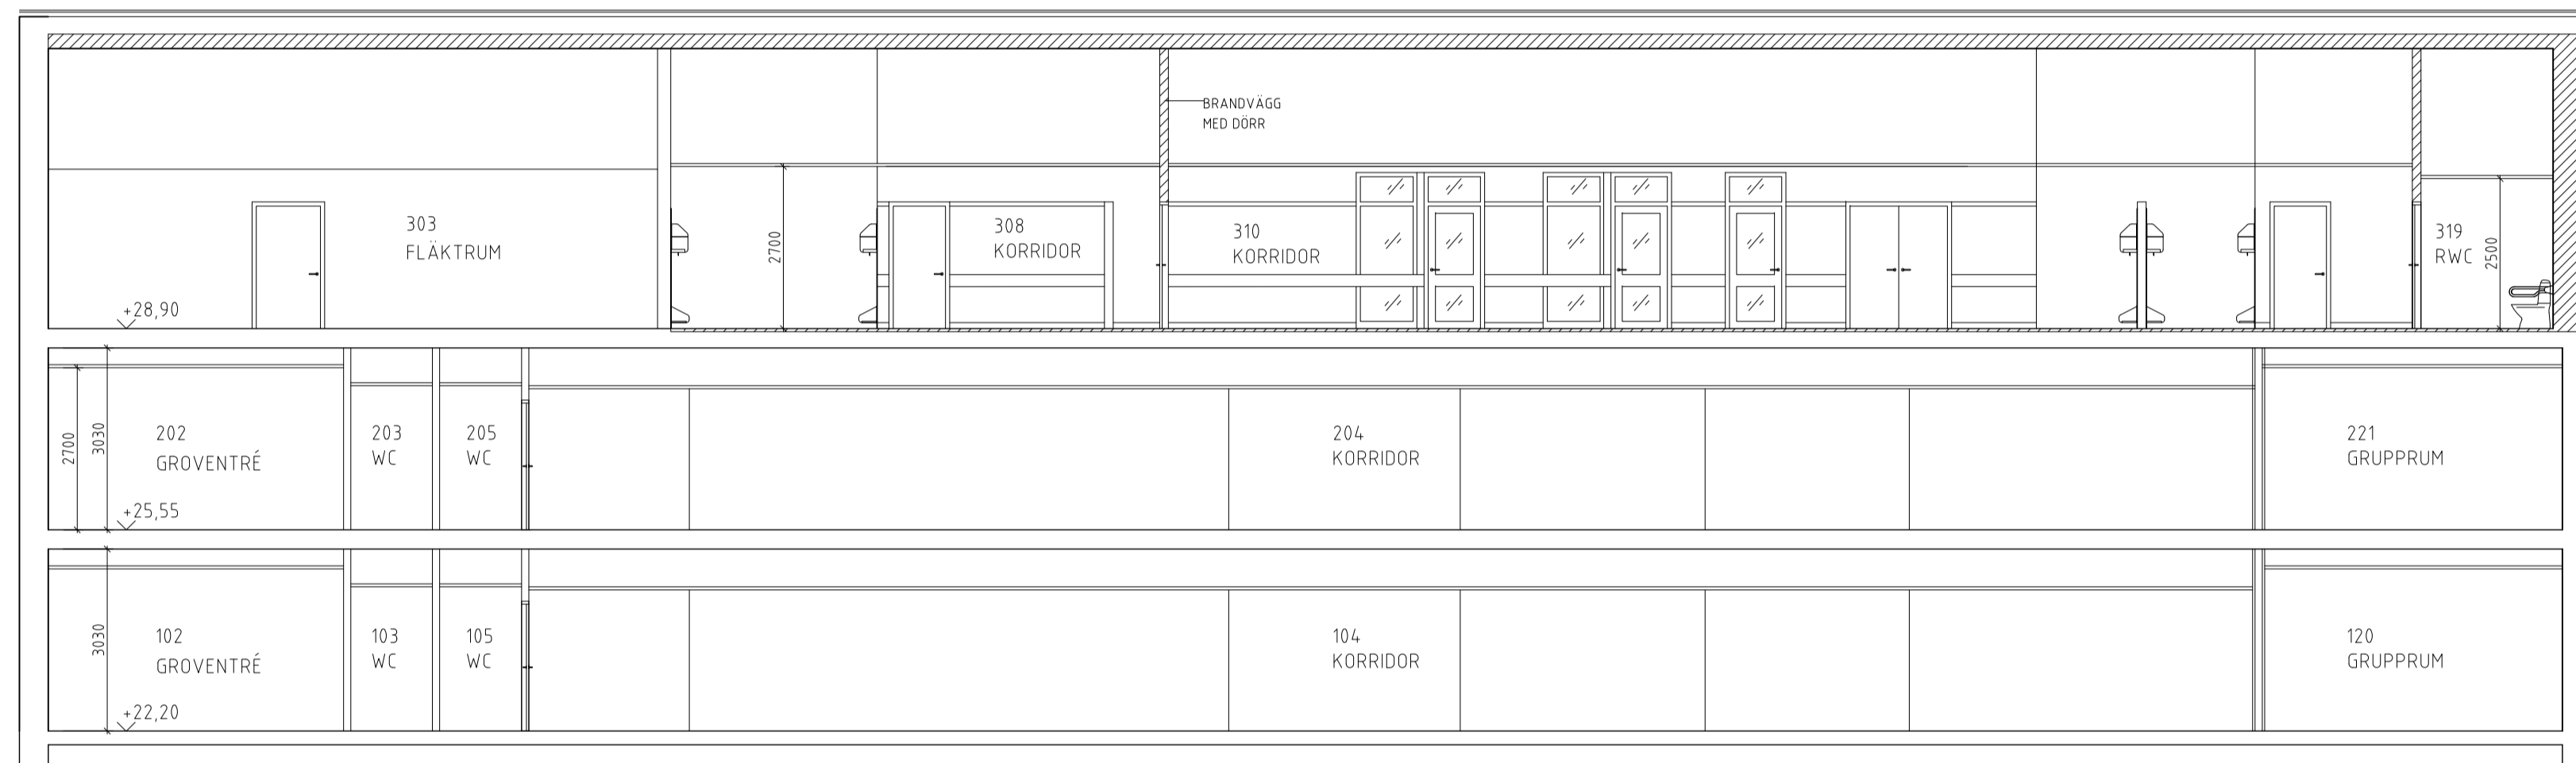 BRANDVÄGG
MED DÖRR
303
FLÄKTRUM
+28,90
2700
308
KORRIDOR
310
KORRIDOR
319
RWC
2500
2700
3030
202
GROVENTRÉ
+25,55
203
WC
205
WC
204
KORRIDOR
221
GRUPPRUM
3030
102
GROVENTRÉ
+22,20
103
WC
105
WC
104
KORRIDOR
120
GRUPPRUM